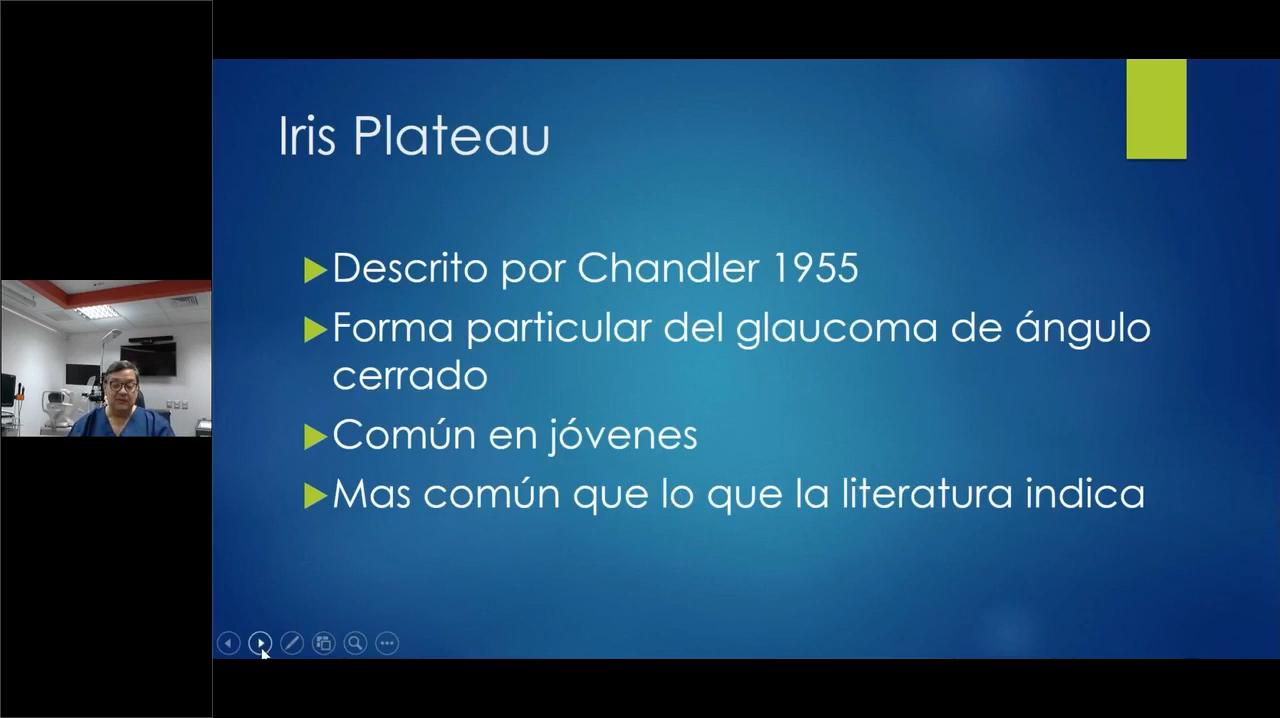 Iris Plateau
Descrito por Chandler 1955
Forma particular del glaucoma de ángulo
cerrado
Común en jóvenes
Mas común que lo que la literatura indica